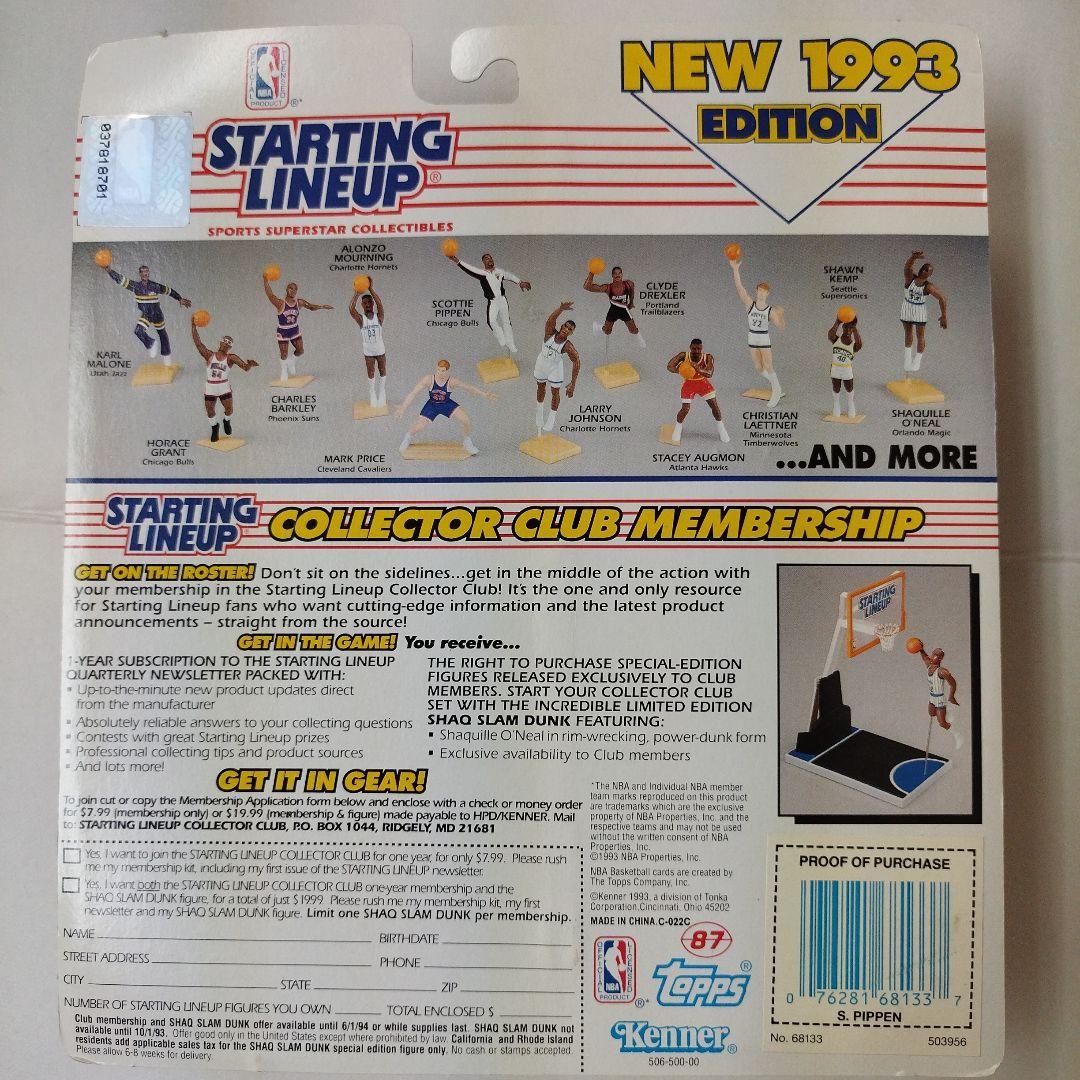 OFFICIAL LICENSED
NBA
PRODUCT ®*
NEW 1993
EDITION
037818701
STARTING
LINEUP®
SPORTS SUPERSTAR COLLECTIBLES
KARL
MALONE
Utah Jazz
HORACE
GRANT
Chicago Bulls
CHARLES
BARKLEY
Phoenix Suns
ALONZO
MOURNING
Charlotte Hornets
MARK PRICE
Cleveland Cavaliers
SCOTTIE
PIPPEN
Chicago Bulls
LARRY
JOHNSON
Charlotte Hornets
CLYDE
DREXLER
Portland
Trailblazers
STACEY AUGMON
Atlanta Hawks
CHRISTIAN
LAETTNER
Minnesota
Timberwolves
SHAWN
KEMP
Seattle
Supersonics
SHAQUILLE
O'NEAL
Orlando Magic
...AND MORE
STARTING
LINEUP® COLLECTOR CLUB MEMBERSHIP
GET ON THE ROSTER! Don't sit on the sidelines...get in the middle of the action with
your membership in the Starting Lineup Collector Club! It's the one and only resource
for Starting Lineup fans who want cutting-edge information and the latest product
announcements – straight from the source!
GET IN THE GAME! You receive...
1-YEAR SUBSCRIPTION TO THE STARTING LINEUP
QUARTERLY NEWSLETTER PACKED WITH:
▪ Up-to-the-minute new product updates direct
from the manufacturer
▪ Absolutely reliable answers to your collecting questions
▪ Contests with great Starting Lineup prizes
▪ Professional collecting tips and product sources
▪ And lots more!
THE RIGHT TO PURCHASE SPECIAL-EDITION
FIGURES RELEASED EXCLUSIVELY TO CLUB
MEMBERS. START YOUR COLLECTOR CLUB
SET WITH THE INCREDIBLE LIMITED EDITION
SHAQ SLAM DUNK FEATURING:
▪ Shaquille O'Neal in rim-wrecking, power-dunk form
▪ Exclusive availability to Club members
STARTING
LINEUP
GET IT IN GEAR!
To join cut or copy the Membership Application form below and enclose with a check or money order
for $7.99 (membership only) or $19.99 (membership & figure) made payable to HPD/KENNER. Mail
to: STARTING LINEUP COLLECTOR CLUB, P.O. BOX 1044, RIDGELY, MD 21681
Yes, I want to join the STARTING LINEUP COLLECTOR CLUB for one year, for only $7.99. Please rush
me my membership kit, including my first issue of the STARTING LINEUP newsletter.
Yes, I want both the STARTING LINEUP COLLECTOR CLUB one-year membership and the
SHAQ SLAM DUNK figure, for a total of just $1999. Please rush me my membership kit, my first
newsletter and my SHAQ SLAM DUNK figure. Limit one SHAQ SLAM DUNK per membership.
NAME BIRTHDATE
STREET ADDRESS PHONE
CITY STATE ZIP
NUMBER OF STARTING LINEUP FIGURES YOU OWN TOTAL ENCLOSED $
Club membership and SHAQ SLAM DUNK offer available until 6/1/94 or while supplies last. SHAQ SLAM DUNK not
available until 10/1/93. Offer good only in the United States except where prohibited by law. California and Rhode Island
residents add applicable sales tax for the SHAQ SLAM DUNK special edition figure only. No cash or stamps accepted.
Please allow 6-8 weeks for delivery.
*The NBA and Individual NBA member
team marks reproduced on this product
are trademarks which are the exclusive
property of NBA Properties, Inc. and the
respective teams and may not be used
without the written consent of NBA
Properties, Inc.
©1993 NBA Properties, Inc.
NBA Basketball cards are created by
The Topps Company, Inc.
©Kenner 1993, a division of Tonka
Corporation,Cincinnati, Ohio 45202
MADE IN CHINA.C-022C
87
OFFICIAL LICENSED
NBA
PRODUCT ®*
Topps®
Kenner®
506-500-00
PROOF OF PURCHASE
0 76281 68133 7
S. PIPPEN
No. 68133 503956